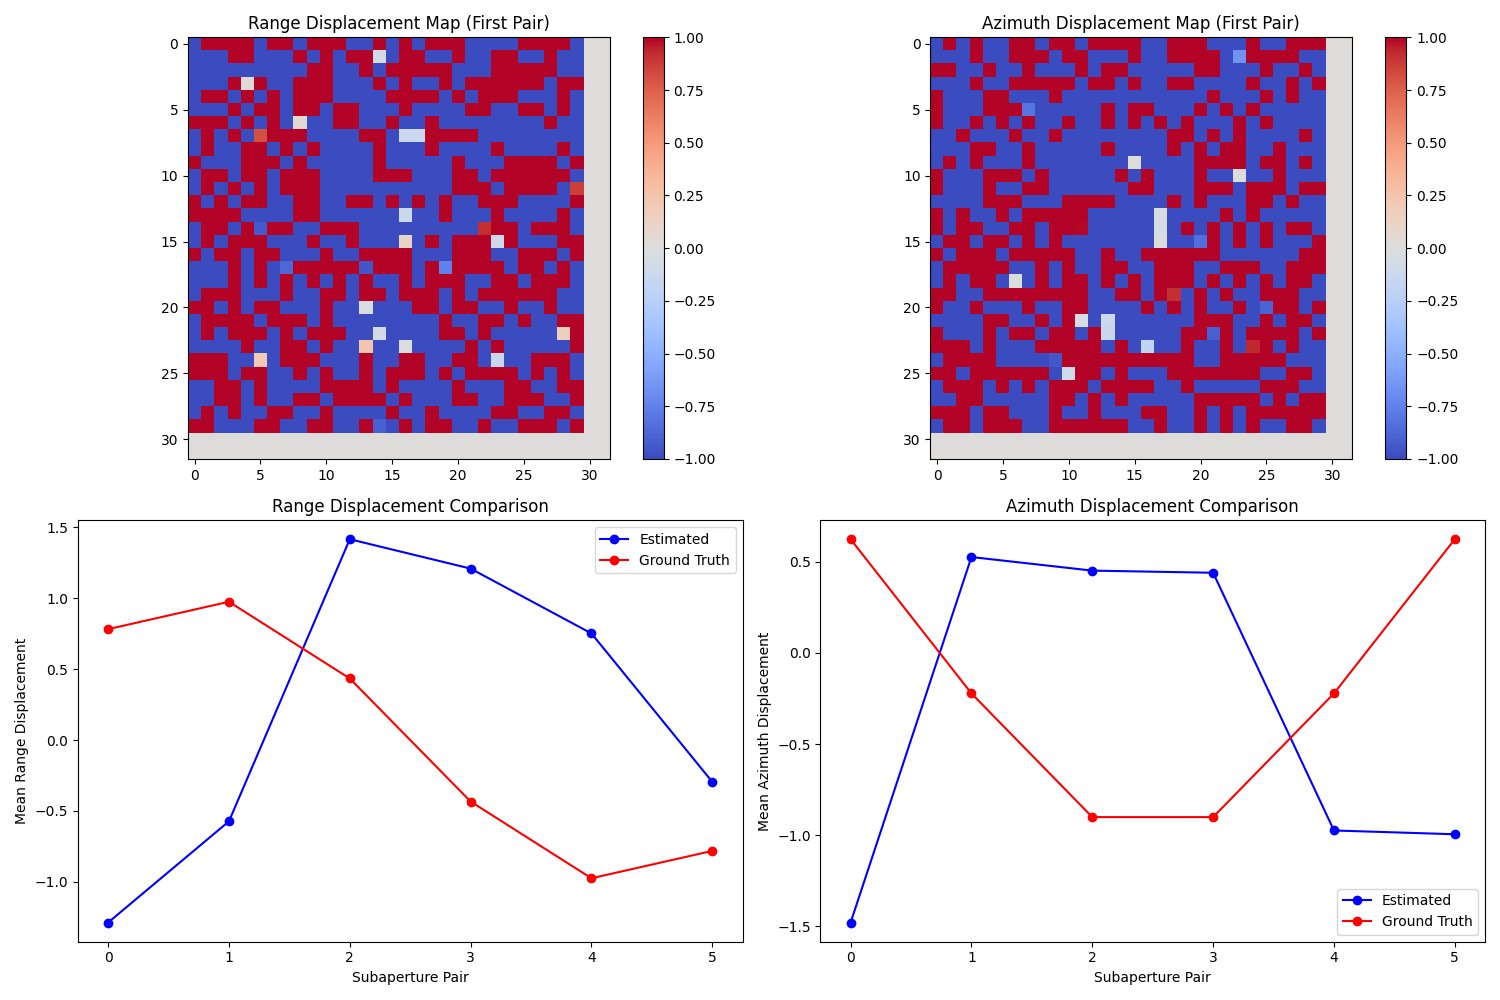 Range Displacement Map (First Pair)
0
5
10
15
20
25
30
0 5 10 15 20 25 30
1.00
0.75
0.50
0.25
0.00
−0.25
−0.50
−0.75
−1.00
Azimuth Displacement Map (First Pair)
0
5
10
15
20
25
30
0 5 10 15 20 25 30
1.00
0.75
0.50
0.25
0.00
−0.25
−0.50
−0.75
−1.00
Range Displacement Comparison
Mean Range Displacement
1.5
1.0
0.5
0.0
−0.5
−1.0
Estimated
Ground Truth
0 1 2 3 4 5
Subaperture Pair
Azimuth Displacement Comparison
Mean Azimuth Displacement
0.5
0.0
−0.5
−1.0
−1.5
Estimated
Ground Truth
0 1 2 3 4 5
Subaperture Pair